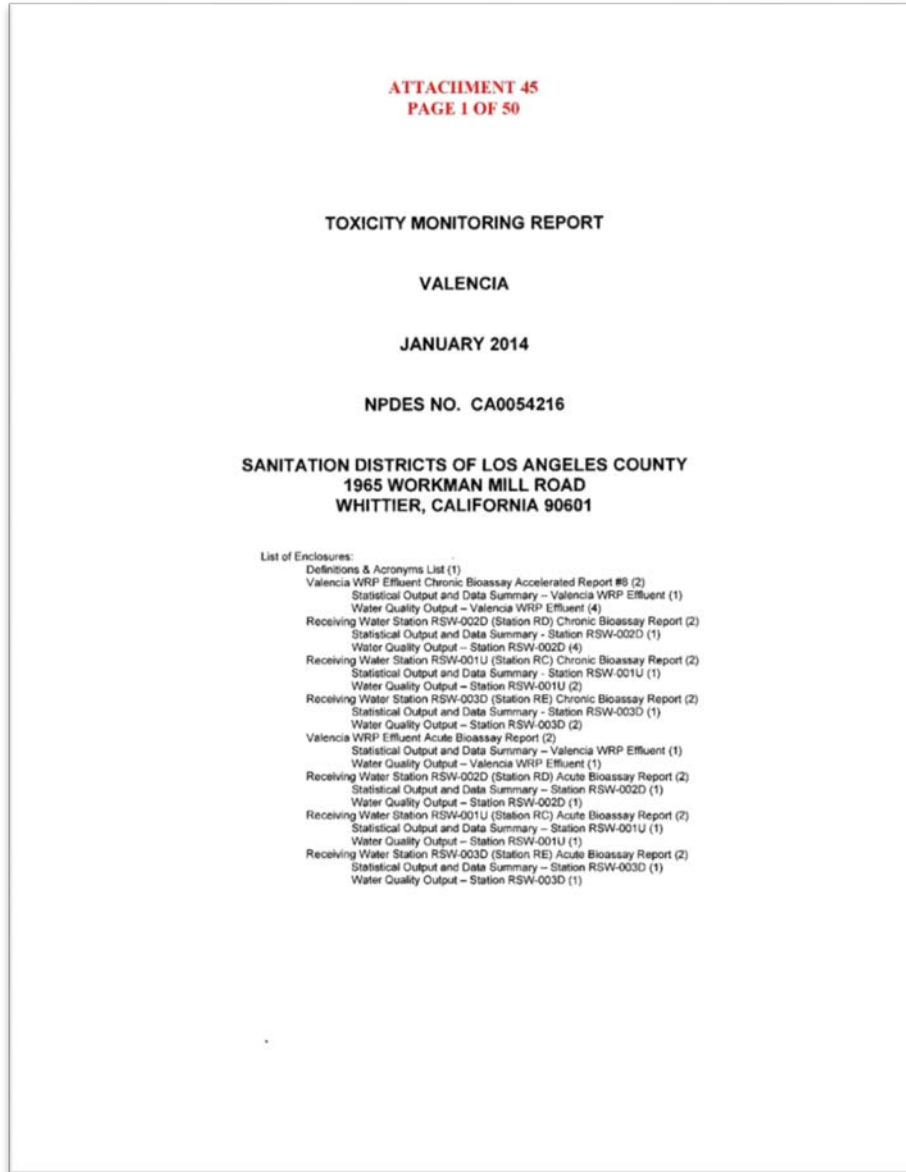 ATTACHMENT 45
PAGE 1 OF 50
TOXICITY MONITORING REPORT
VALENCIA
JANUARY 2014
NPDES NO. CA0054216
SANITATION DISTRICTS OF LOS ANGELES COUNTY
1965 WORKMAN MILL ROAD
WHITTIER, CALIFORNIA 90601
List of Enclosures:
Definitions & Acronyms List (1)
Valencia WRP Effluent Chronic Bioassay Accelerated Report #8 (2)
Statistical Output and Data Summary – Valencia WRP Effluent (1)
Water Quality Output – Valencia WRP Effluent (4)
Receiving Water Station RSW-002D (Station RD) Chronic Bioassay Report (2)
Statistical Output and Data Summary - Station RSW-002D (1)
Water Quality Output – Station RSW-002D (4)
Receiving Water Station RSW-001U (Station RC) Chronic Bioassay Report (2)
Statistical Output and Data Summary - Station RSW-001U (1)
Water Quality Output – Station RSW-001U (2)
Receiving Water Station RSW-003D (Station RE) Chronic Bioassay Report (2)
Statistical Output and Data Summary - Station RSW-003D (1)
Water Quality Output – Station RSW-003D (2)
Valencia WRP Effluent Acute Bioassay Report (2)
Statistical Output and Data Summary – Valencia WRP Effluent (1)
Water Quality Output – Valencia WRP Effluent (1)
Receiving Water Station RSW-002D (Station RD) Acute Bioassay Report (2)
Statistical Output and Data Summary – Station RSW-002D (1)
Water Quality Output – Station RSW-002D (1)
Receiving Water Station RSW-001U (Station RC) Acute Bioassay Report (2)
Statistical Output and Data Summary – Station RSW-001U (1)
Water Quality Output – Station RSW-001U (1)
Receiving Water Station RSW-003D (Station RE) Acute Bioassay Report (2)
Statistical Output and Data Summary – Station RSW-003D (1)
Water Quality Output – Station RSW-003D (1)